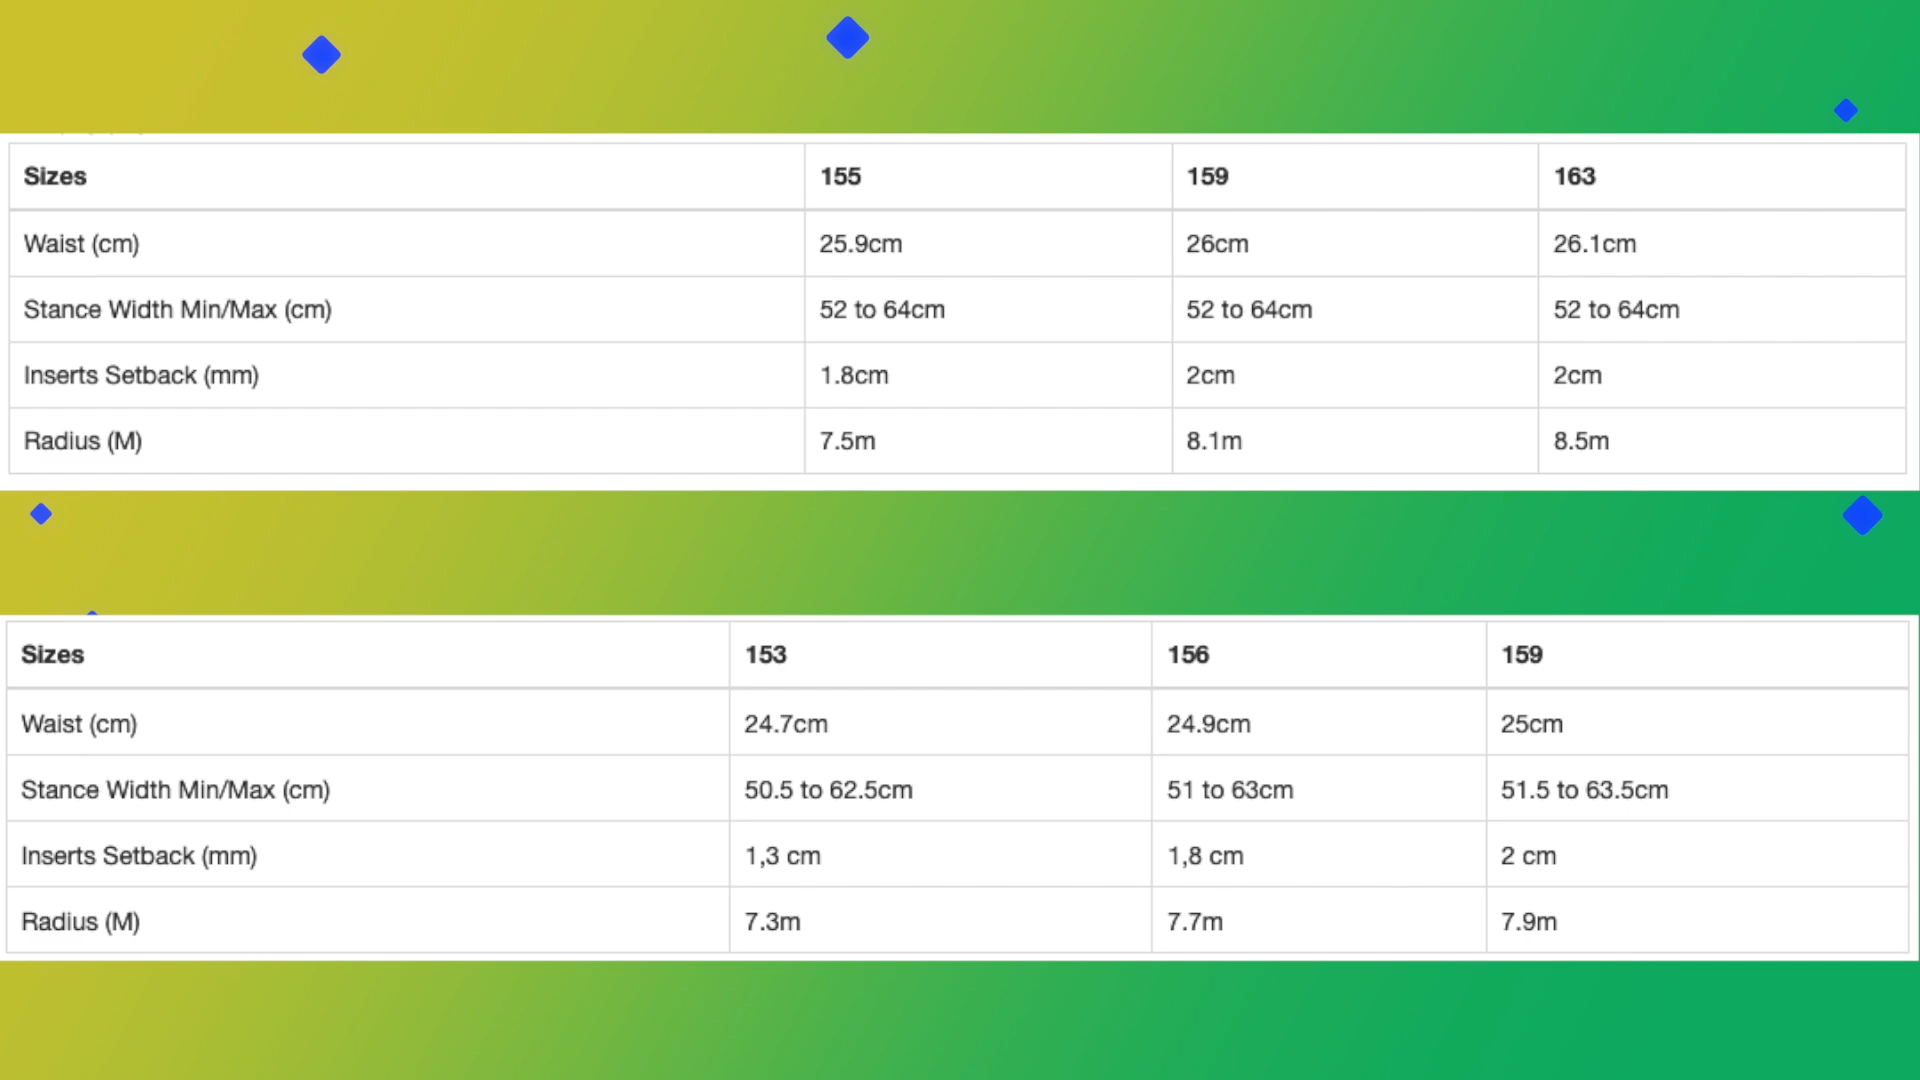 Sizes 155 159 163
Waist (cm) 25.9cm 26cm 26.1cm
Stance Width Min/Max (cm) 52 to 64cm 52 to 64cm 52 to 64cm
Inserts Setback (mm) 1.8cm 2cm 2cm
Radius (M) 7.5m 8.1m 8.5m
Sizes 153 156 159
Waist (cm) 24.7cm 24.9cm 25cm
Stance Width Min/Max (cm) 50.5 to 62.5cm 51 to 63cm 51.5 to 63.5cm
Inserts Setback (mm) 1,3 cm 1,8 cm 2 cm
Radius (M) 7.3m 7.7m 7.9m